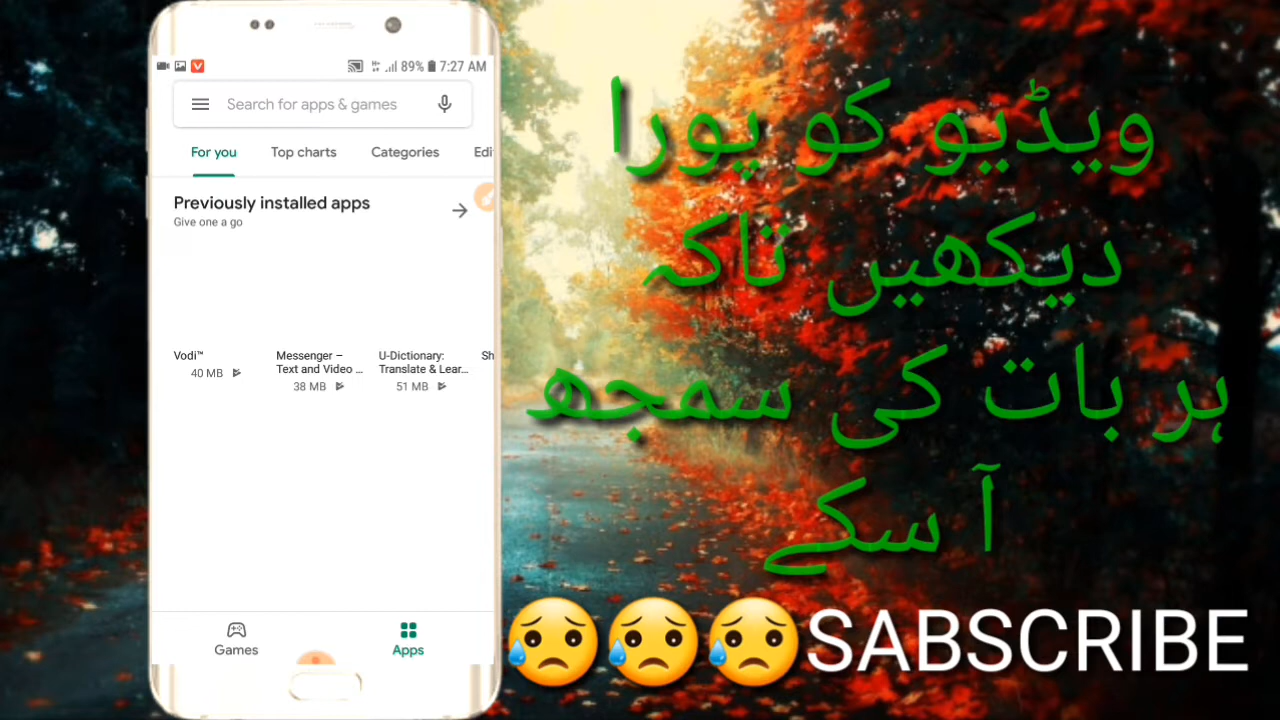 89% 7:27 AM
Search for apps & games
For you Top charts Categories Edi
Previously installed apps
Give one a go
Vodi™ Messenger – U-Dictionary: Sh
Text and Video ... Translate & Lear...
40 MB
38 MB 51 MB
Games Apps
ویڈیو کو پورا
دیکھیں تاکہ
ہر بات کی سمجھ
آ سکے
😥😥😥SABSCRIBE